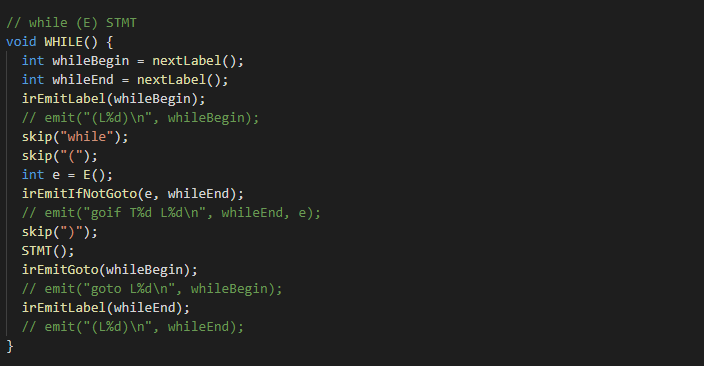 // while (E) STMT
void WHILE() {
  int whileBegin = nextLabel();
  int whileEnd = nextLabel();
  irEmitLabel(whileBegin);
  // emit("(L%d)\n", whileBegin);
  skip("while");
  skip("(");
  int e = E();
  irEmitIfNotGoto(e, whileEnd);
  // emit("goif T%d L%d\n", whileEnd, e);
  skip(")");
  STMT();
  irEmitGoto(whileBegin);
  // emit("goto L%d\n", whileBegin);
  irEmitLabel(whileEnd);
  // emit("(L%d)\n", whileEnd);
}